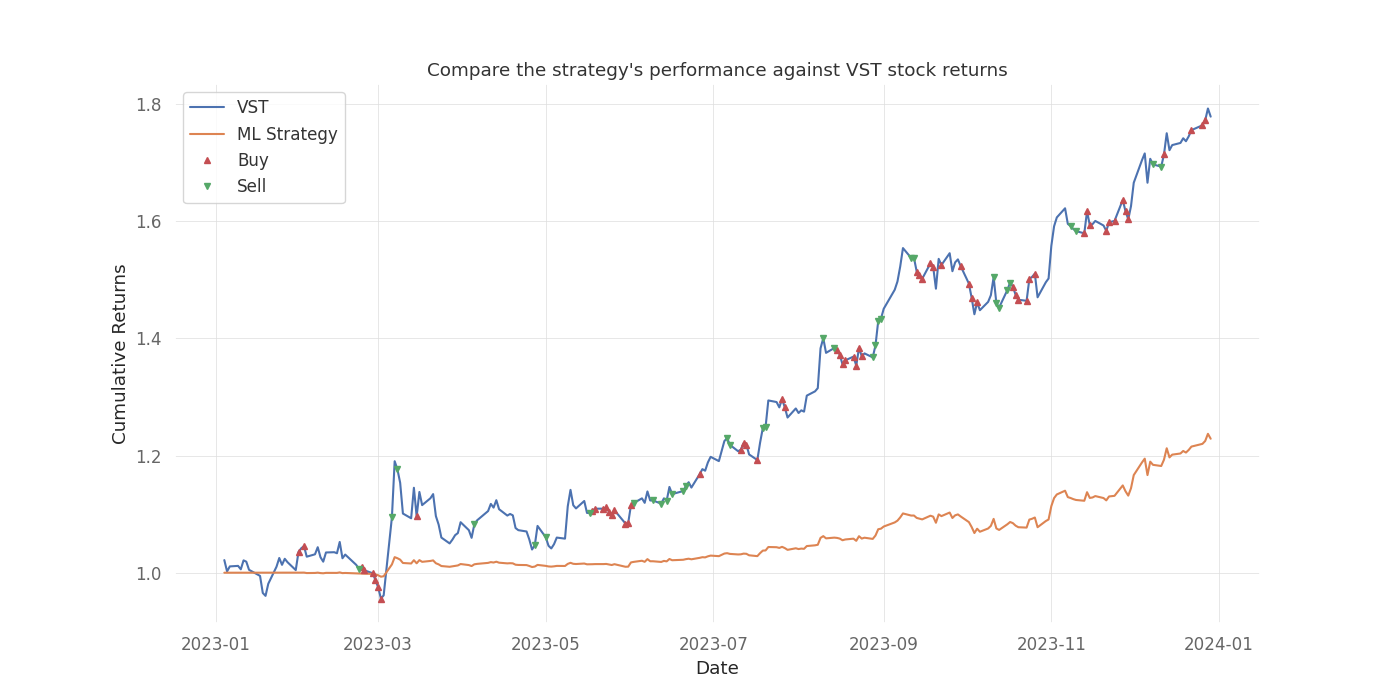 Compare the strategy's performance against VST stock returns
VST
ML Strategy
Buy
Sell
Cumulative Returns
1.8
1.6
1.4
1.2
1.0
2023-01
2023-03
2023-05
2023-07
2023-09
2023-11
2024-01
Date